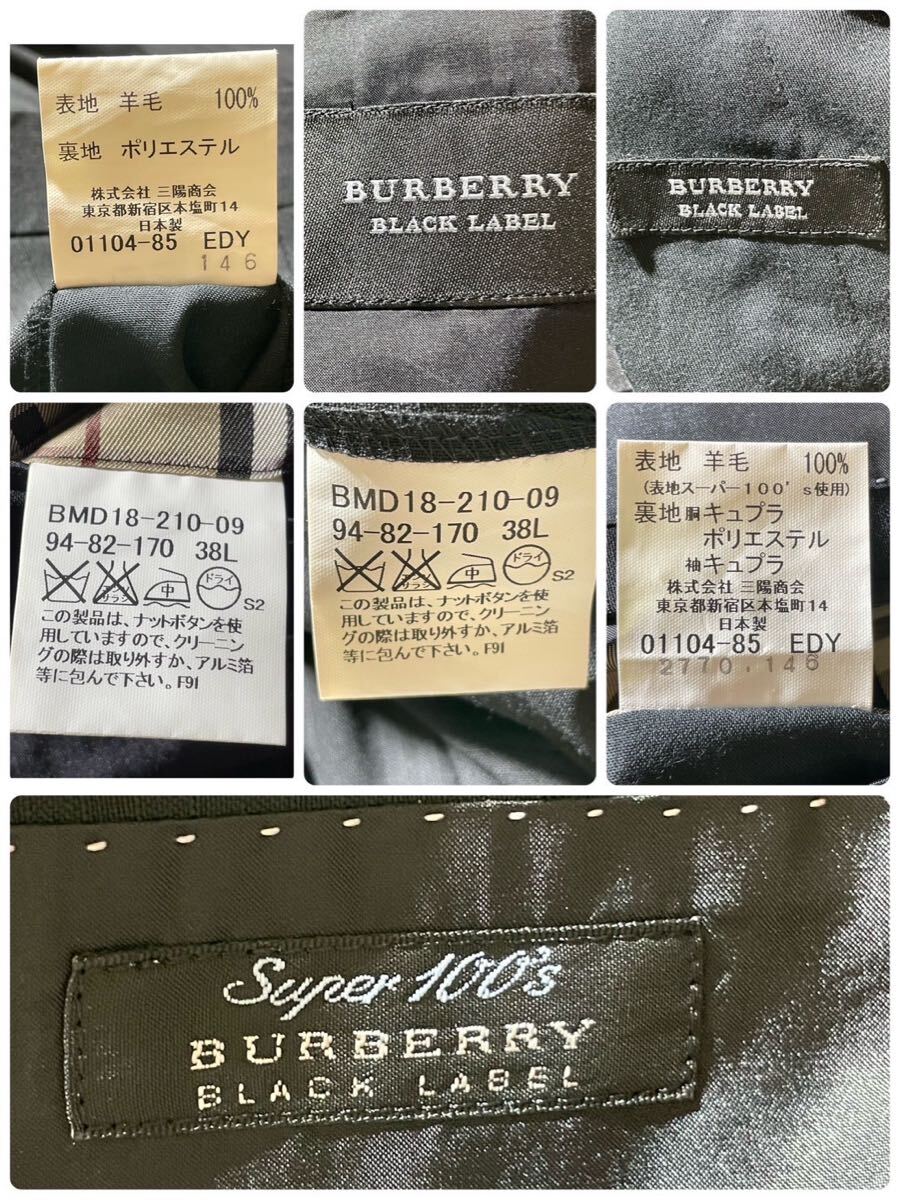 表地 羊毛 100%
裏地 ポリエステル
株式会社 三陽商会
東京都新宿区本塩町14
日本製
01104-85 EDY
146
BURBERRY
BLACK LABEL
BURBERRY
BLACK LABEL
BMD18-210-09
94-82-170 38L
エンソ
サラシ
中
ドライ
S2
この製品は、ナットボタンを使
用していますので、クリーニン
グの際は取り外すか、アルミ箔
等に包んで下さい。F91
BMD18-210-09
94-82-170 38L
エンソ
サラシ
中
ドライ
S2
この製品は、ナットボタンを使
用していますので、クリーニン
グの際は取り外すか、アルミ箔
等に包んで下さい。F91
表地 羊毛 100%
(表地スーパー100's使用)
裏地 胴キュプラ
ポリエステル
袖キュプラ
株式会社 三陽商会
東京都新宿区本塩町14
日本製
01104-85 EDY
2770.146
Super 100's
BURBERRY
BLACK LABEL